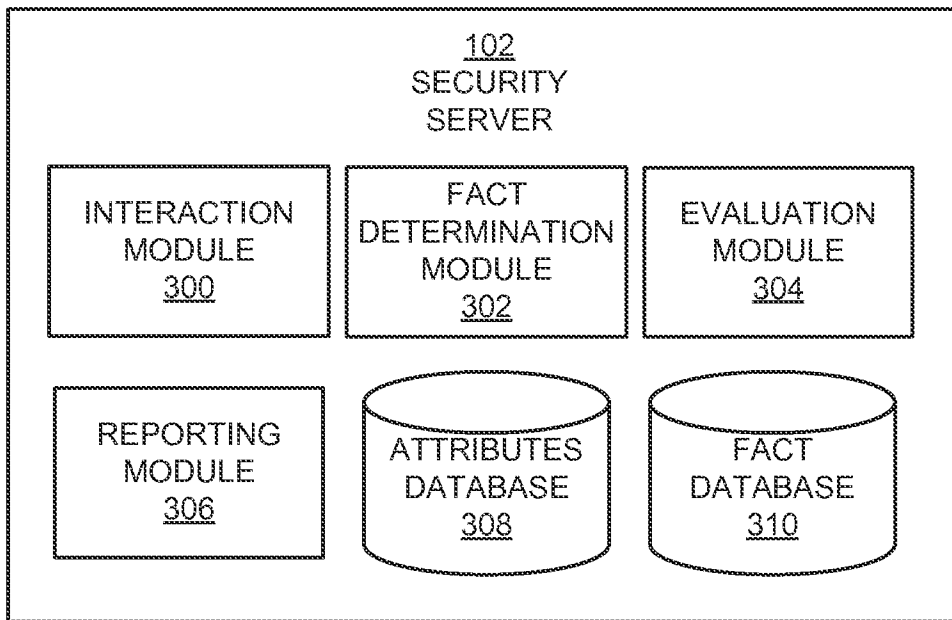 102
SECURITY
SERVER
INTERACTION
MODULE
300
FACT
DETERMINATION
MODULE
302
EVALUATION
MODULE
304
REPORTING
MODULE
306
ATTRIBUTES
DATABASE
308
FACT
DATABASE
310